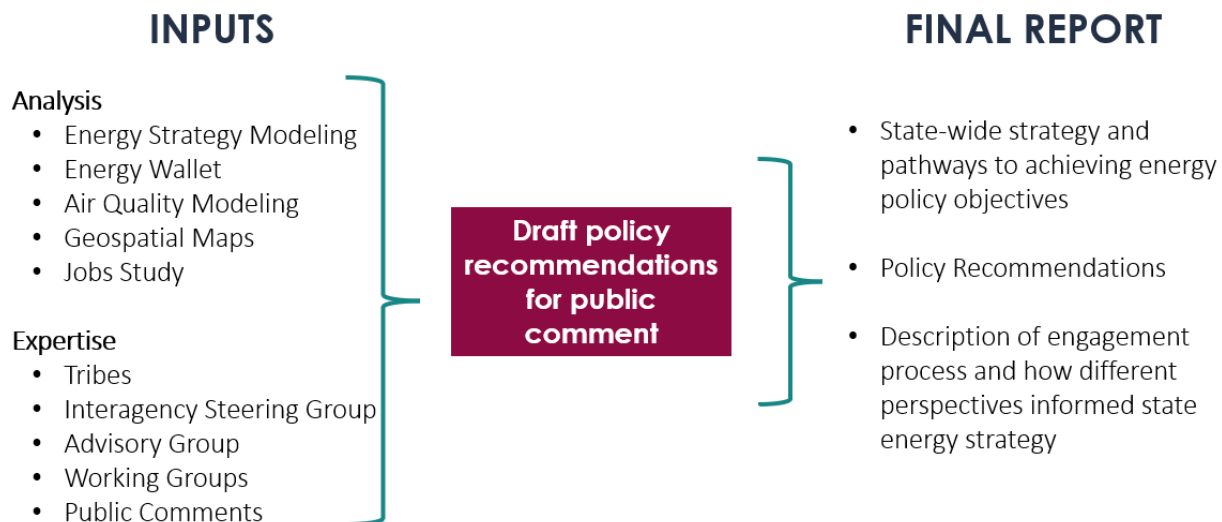 INPUTS
Analysis
• Energy Strategy Modeling
• Energy Wallet
• Air Quality Modeling
• Geospatial Maps
• Jobs Study
Expertise
• Tribes
• Interagency Steering Group
• Advisory Group
• Working Groups
• Public Comments
Draft policy
recommendations
for public
comment
FINAL REPORT
• State-wide strategy and
pathways to achieving energy
policy objectives
• Policy Recommendations
• Description of engagement
process and how different
perspectives informed state
energy strategy